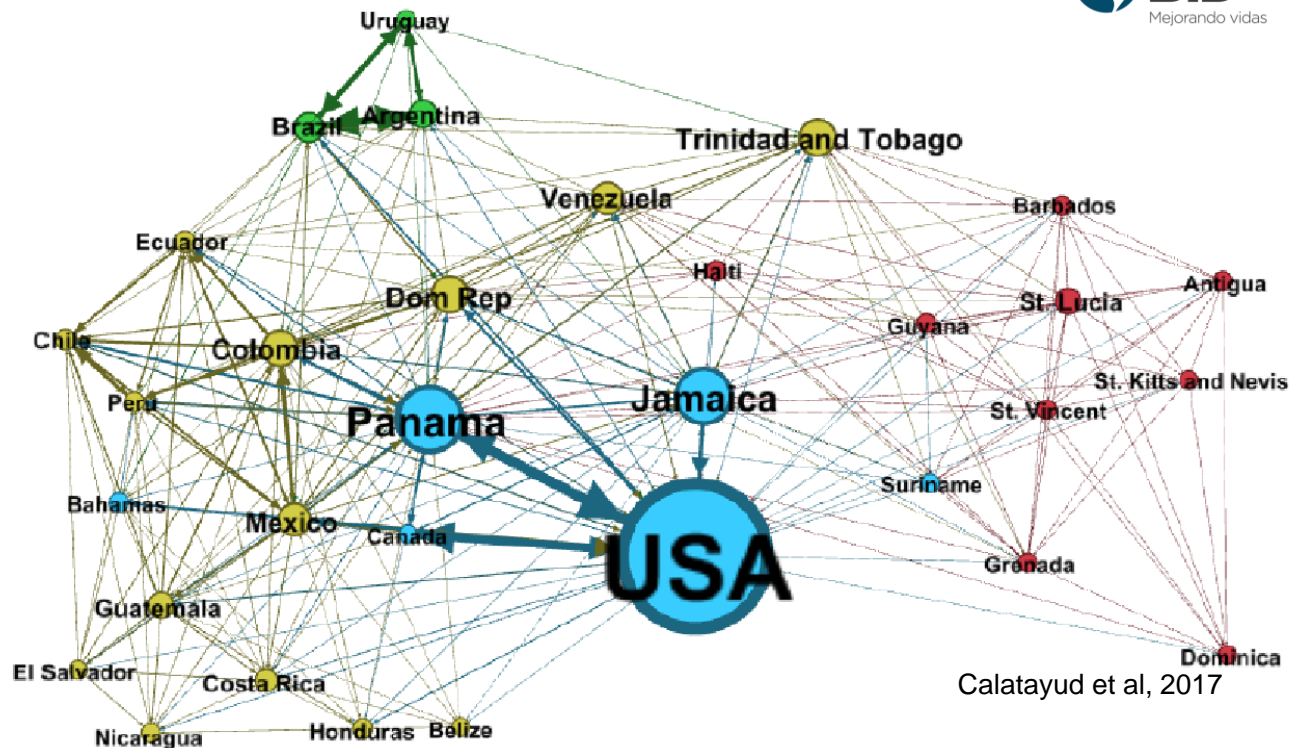 Mejorando vidas
Uruguay
Brazil
Argentina
Trinidad and Tobago
Venezuela
Barbados
Ecuador
Haiti
Antigua
Dom Rep
St. Lucia
Guyana
Chile
Colombia
St. Kitts and Nevis
Peru
Jamaica
St. Vincent
Panama
Suriname
Bahamas
Mexico
Canada
USA
Grenada
Guatemala
Dominica
El Salvador
Costa Rica
Calatayud et al, 2017
Nicaragua
Honduras
Belize